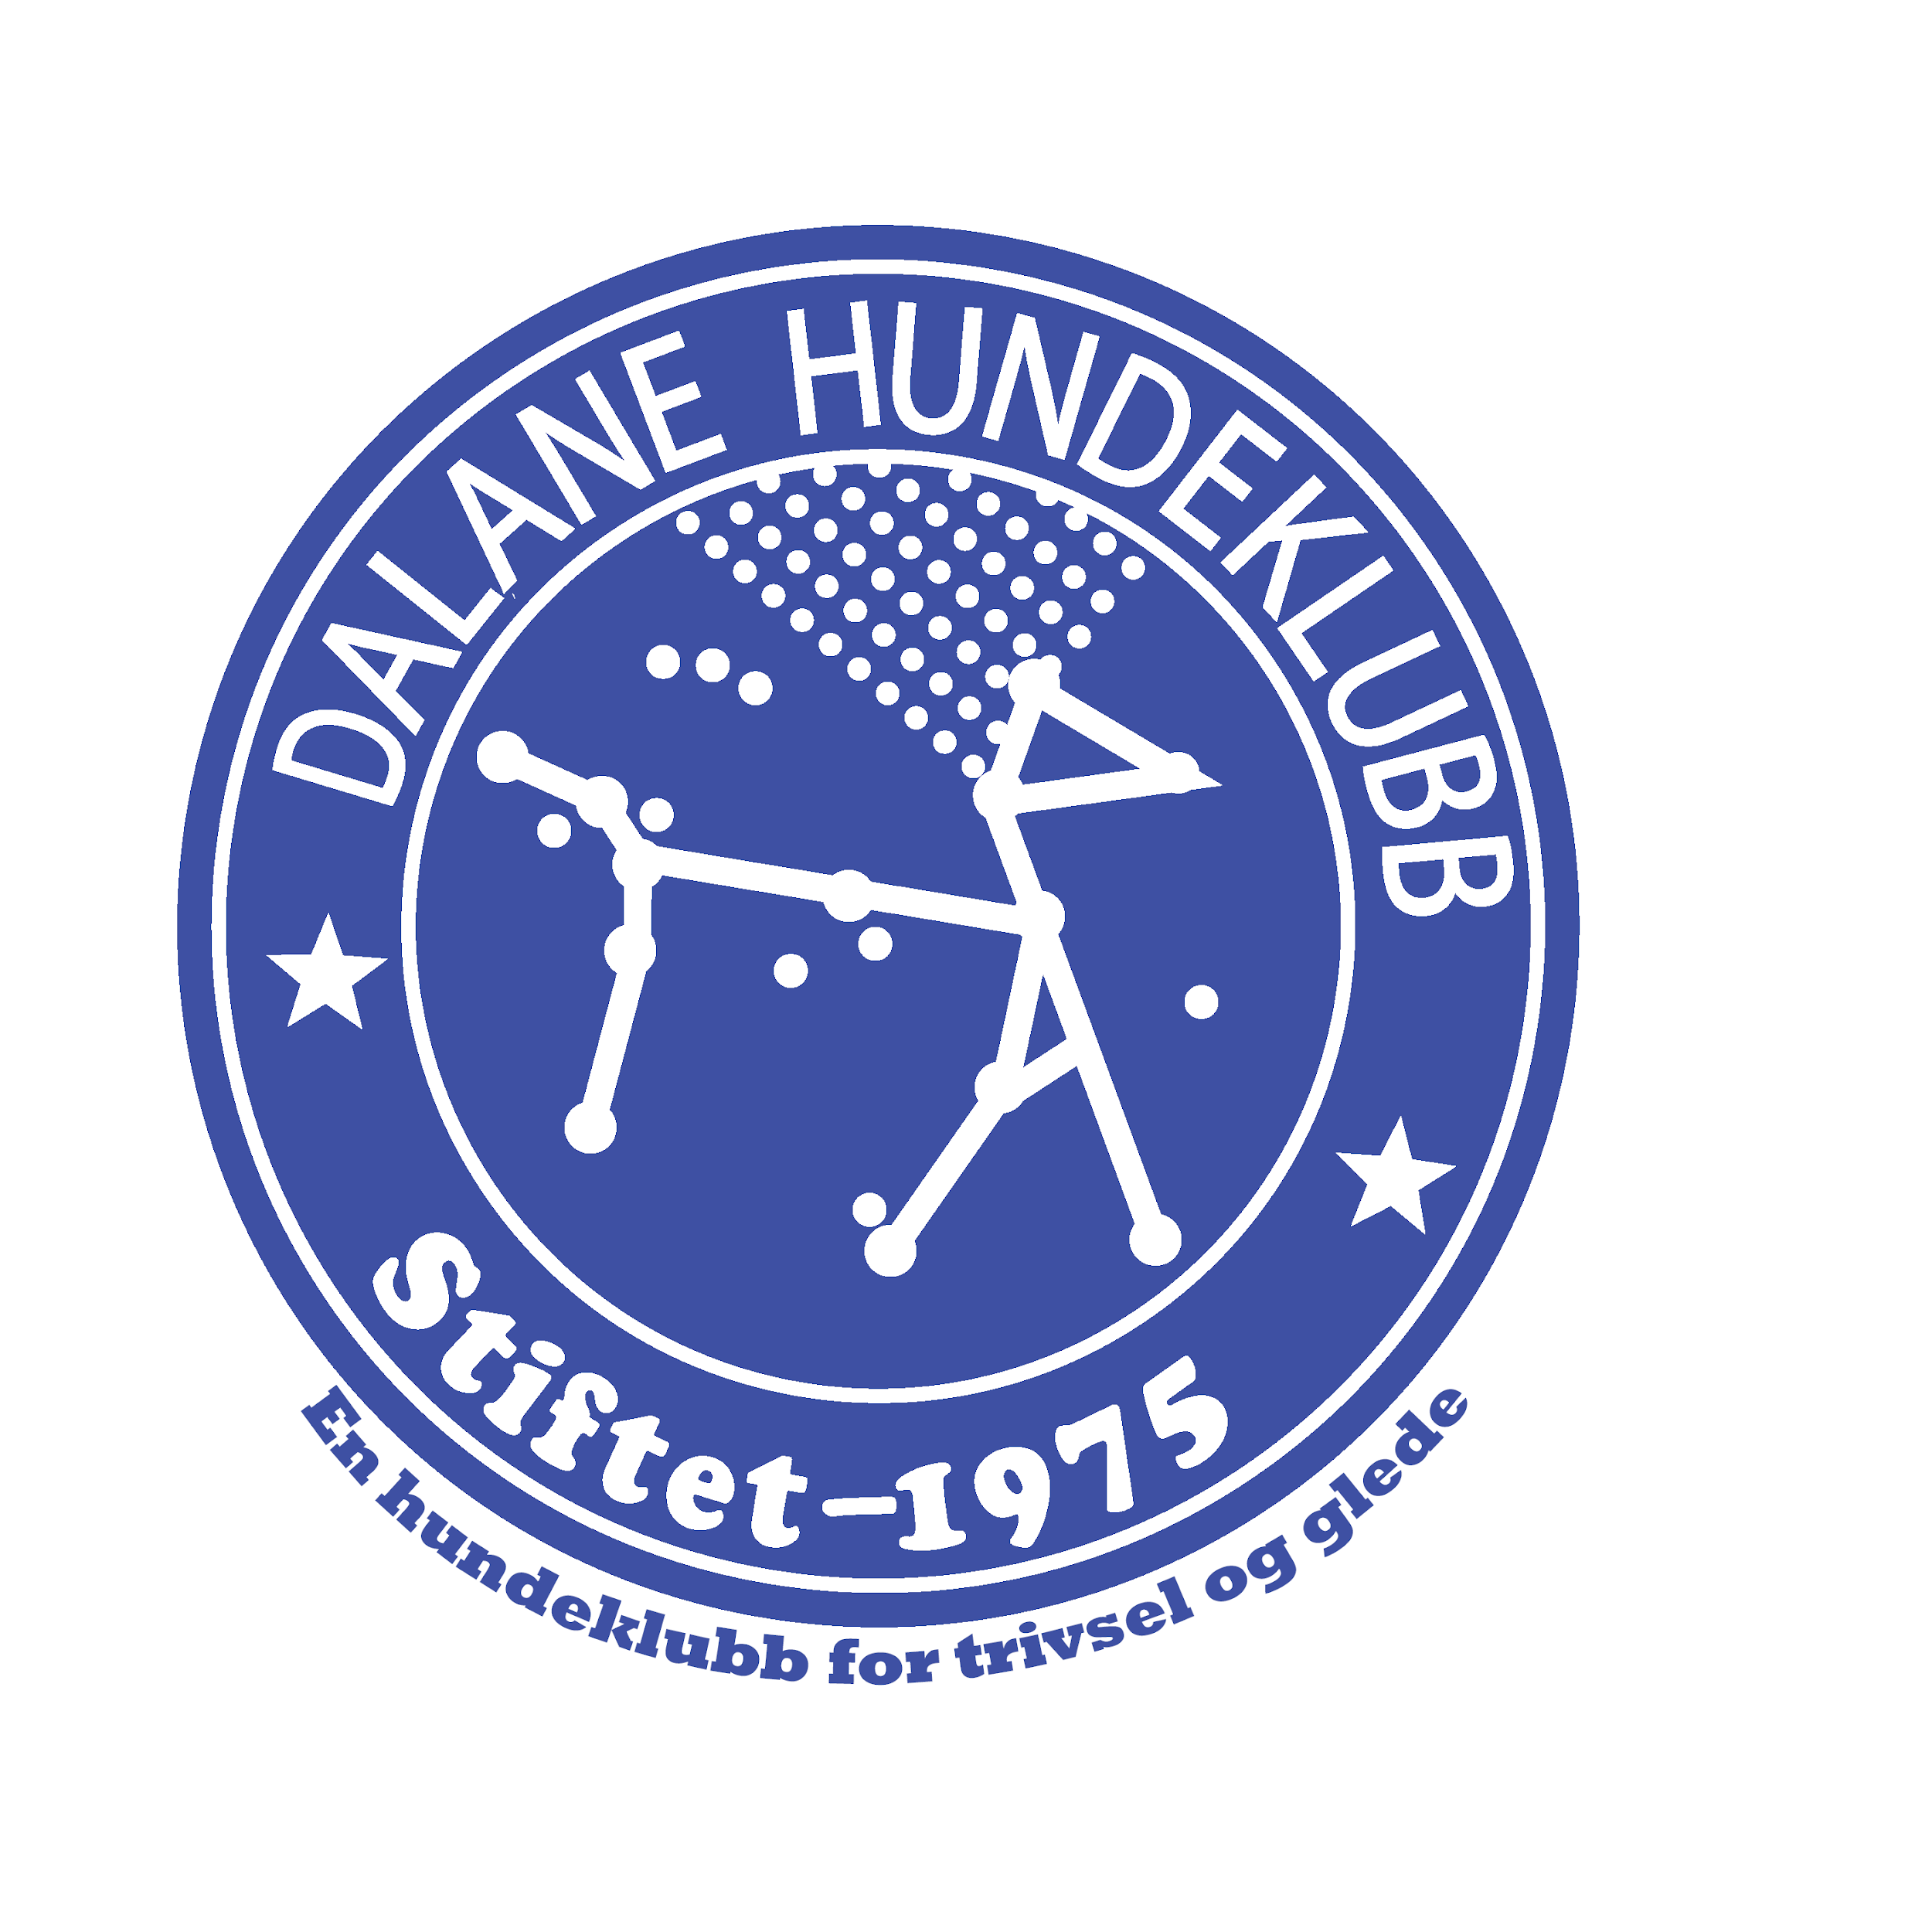 DALANE HUNDEKLUBB
Stiftet-1975
En hundeklubb for trivsel og glede